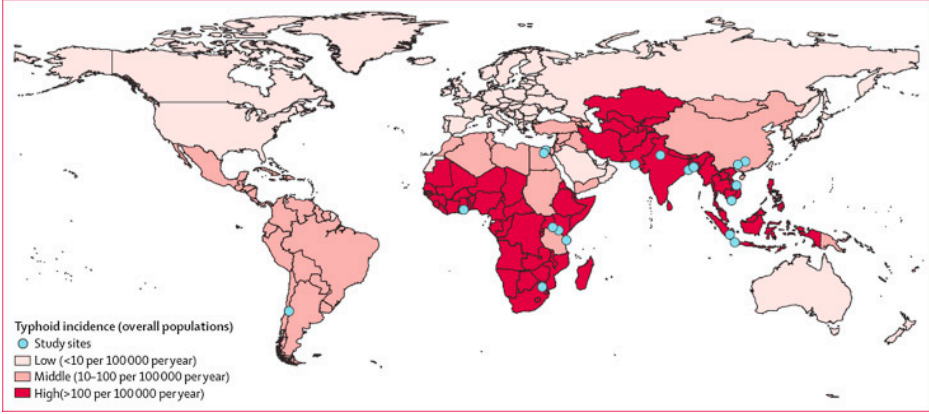 Typhoid incidence (overall populations)
Study sites
Low (<10 per 100 000 per year)
Middle (10–100 per 100 000 per year)
High(>100 per 100 000 per year)